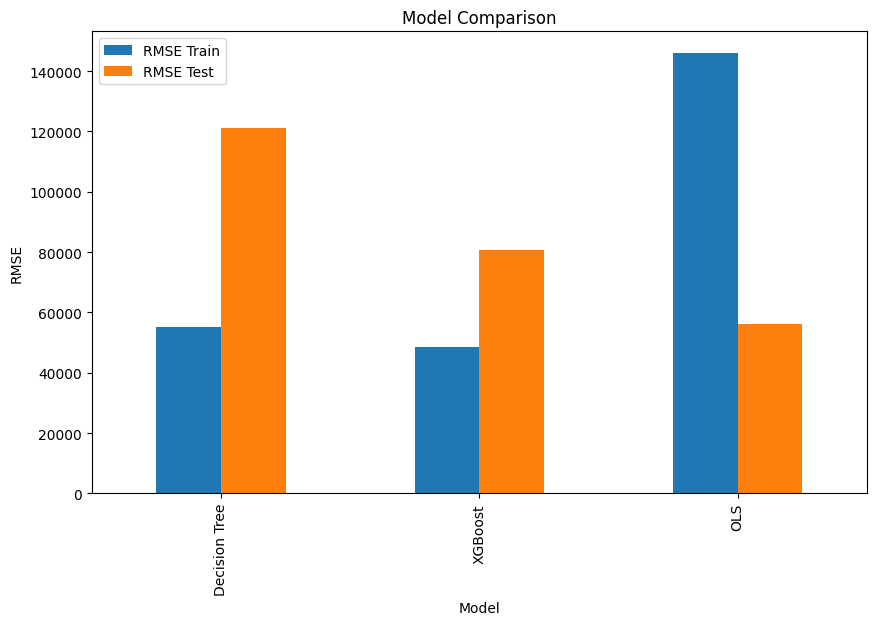 Model Comparison
RMSE Train
RMSE Test
140000
120000
100000
80000
60000
40000
20000
0
RMSE
Decision Tree
XGBoost
OLS
Model